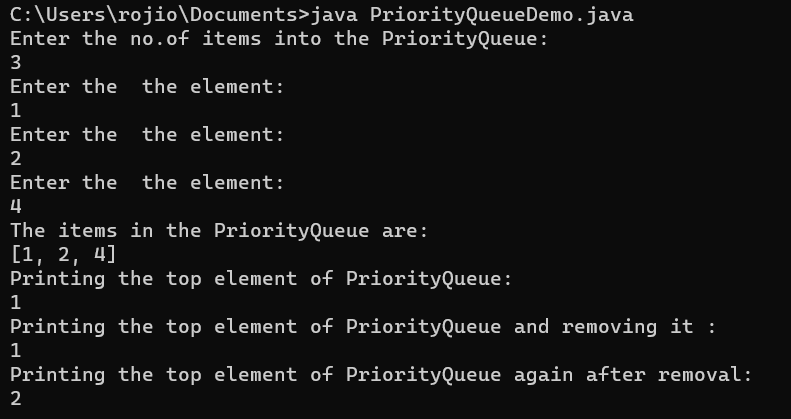 C:\Users\rojio\Documents>java PriorityQueueDemo.java
Enter the no.of items into the PriorityQueue:
3
Enter the  the element:
1
Enter the  the element:
2
Enter the  the element:
4
The items in the PriorityQueue are:
[1, 2, 4]
Printing the top element of PriorityQueue:
1
Printing the top element of PriorityQueue and removing it :
1
Printing the top element of PriorityQueue again after removal:
2